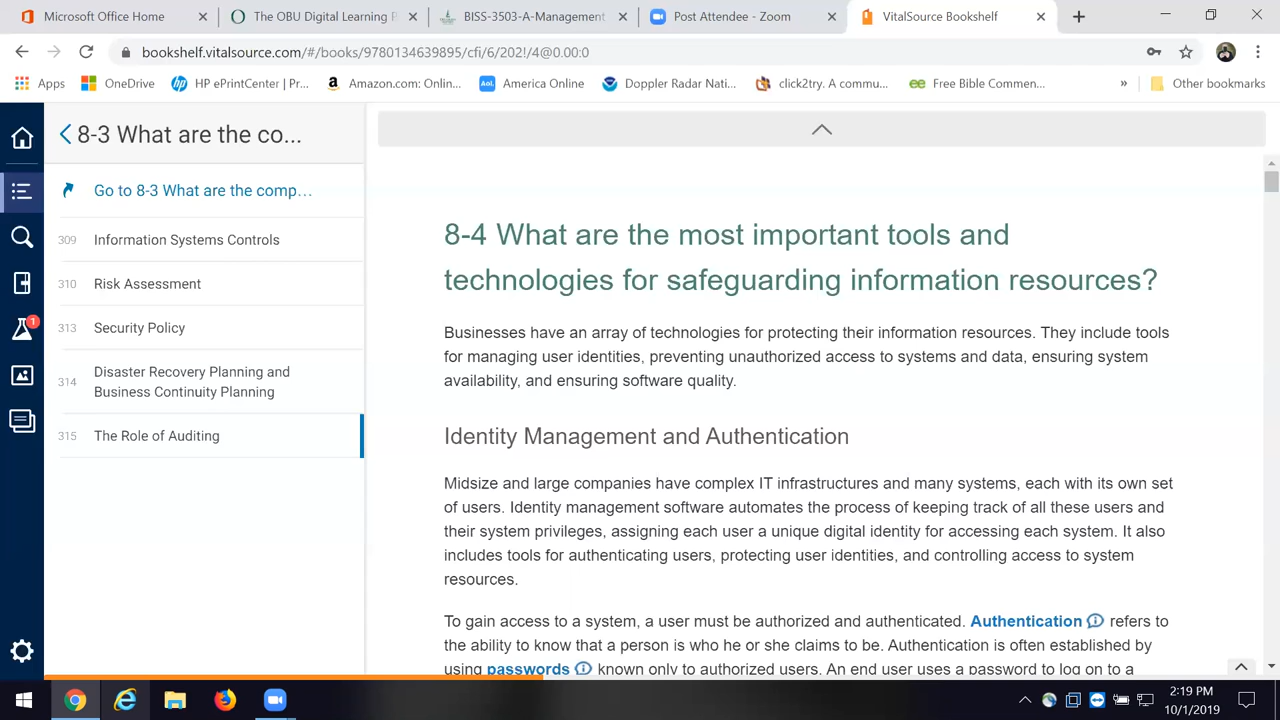 Microsoft Office Home
The OBU Digital Learning P
BISS-3503-A-Management
Post Attendee - Zoom
VitalSource Bookshelf
bookshelf.vitalsource.com/#/books/9780134639895/cfi/6/202!/4@0.00:0
Apps
OneDrive
HP ePrintCenter | Pr...
Amazon.com: Onlin...
America Online
Doppler Radar Nati...
click2try. A commu...
Free Bible Commen...
»
Other bookmarks
8-3 What are the co...
Go to 8-3 What are the comp...
309 Information Systems Controls
310 Risk Assessment
313 Security Policy
314 Disaster Recovery Planning and
Business Continuity Planning
315 The Role of Auditing
1
8-4 What are the most important tools and
technologies for safeguarding information resources?
Businesses have an array of technologies for protecting their information resources. They include tools
for managing user identities, preventing unauthorized access to systems and data, ensuring system
availability, and ensuring software quality.
Identity Management and Authentication
Midsize and large companies have complex IT infrastructures and many systems, each with its own set
of users. Identity management software automates the process of keeping track of all these users and
their system privileges, assigning each user a unique digital identity for accessing each system. It also
includes tools for authenticating users, protecting user identities, and controlling access to system
resources.
To gain access to a system, a user must be authorized and authenticated. Authentication refers to
the ability to know that a person is who he or she claims to be. Authentication is often established by
using passwords known only to authorized users. An end user uses a password to log on to a
2:19 PM
10/1/2019